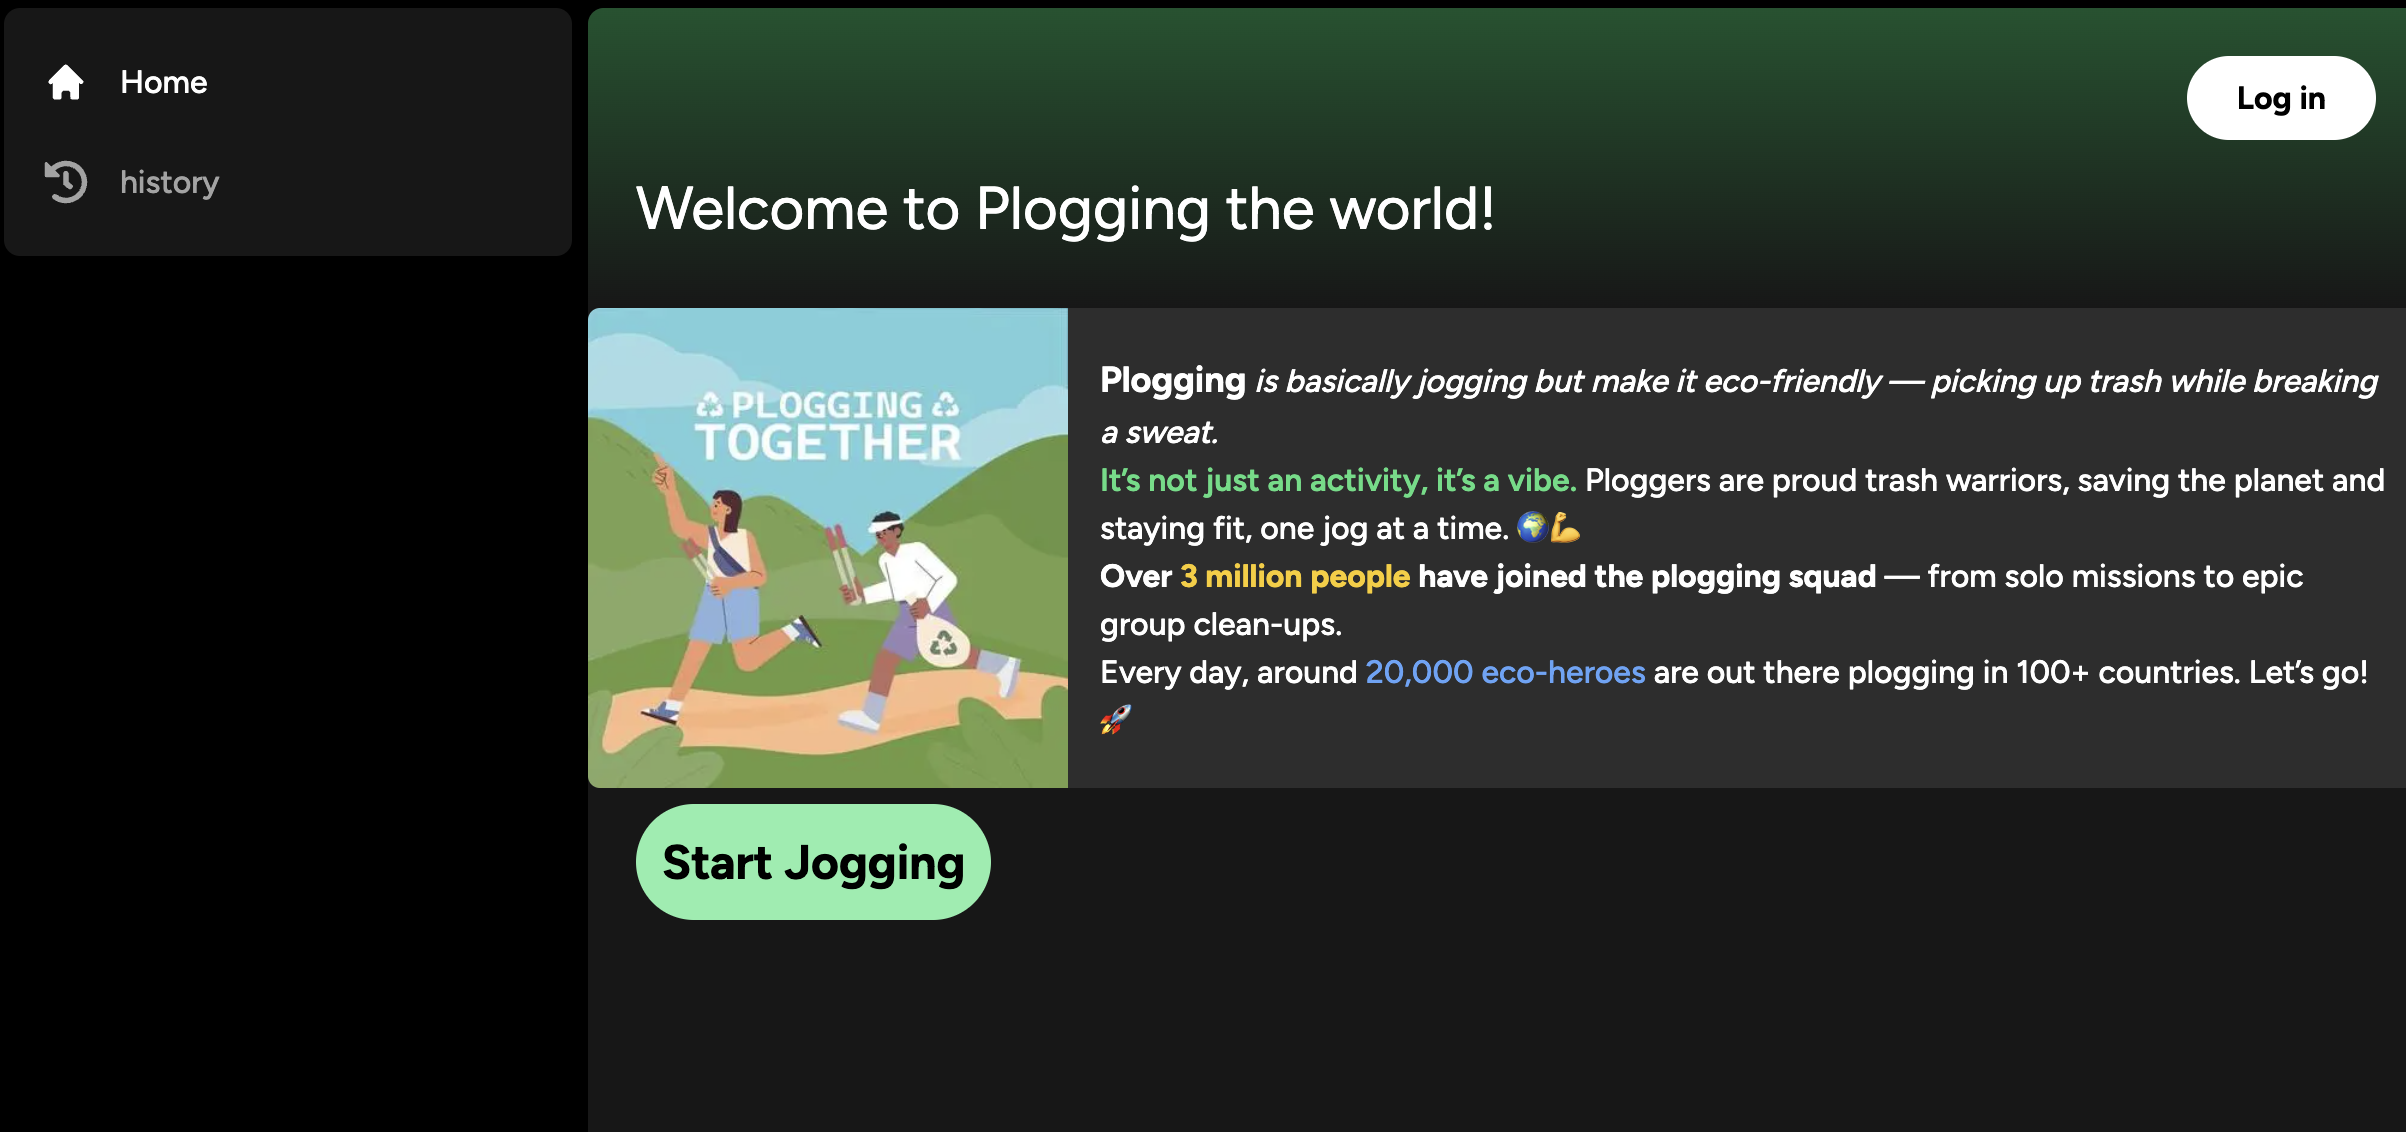 Home
history
Log in
Welcome to Plogging the world!
PLOGGING
TOGETHER
Plogging is basically jogging but make it eco-friendly — picking up trash while breaking
a sweat.
It’s not just an activity, it’s a vibe. Ploggers are proud trash warriors, saving the planet and
staying fit, one jog at a time. 🌍💪
Over 3 million people have joined the plogging squad — from solo missions to epic
group clean-ups.
Every day, around 20,000 eco-heroes are out there plogging in 100+ countries. Let’s go!
🚀
Start Jogging